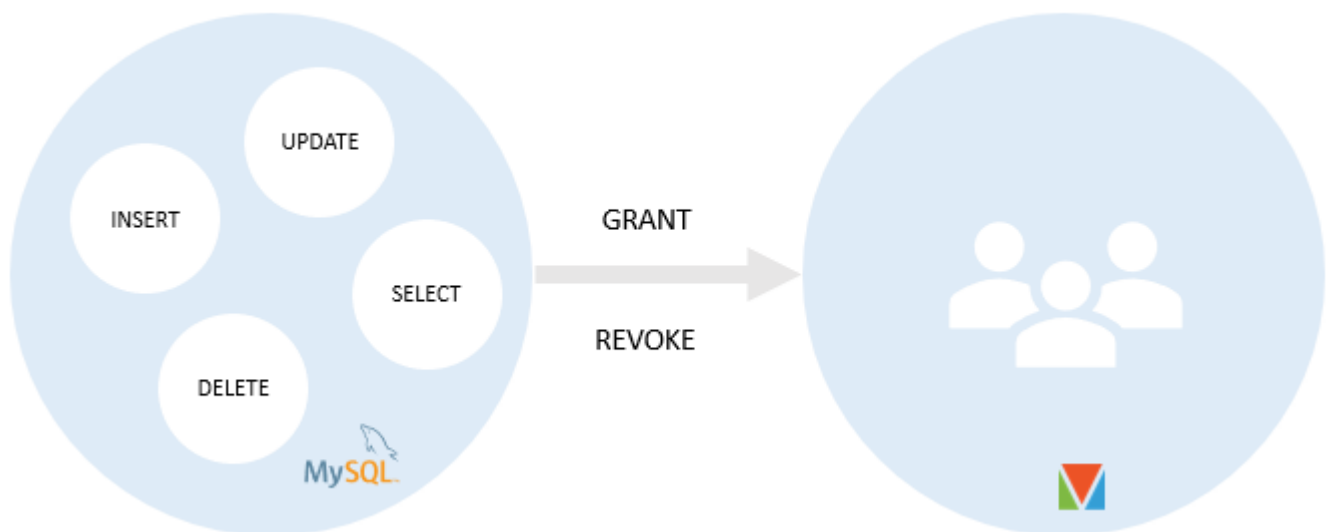 UPDATE
INSERT
GRANT
SELECT
REVOKE
DELETE
MySQL